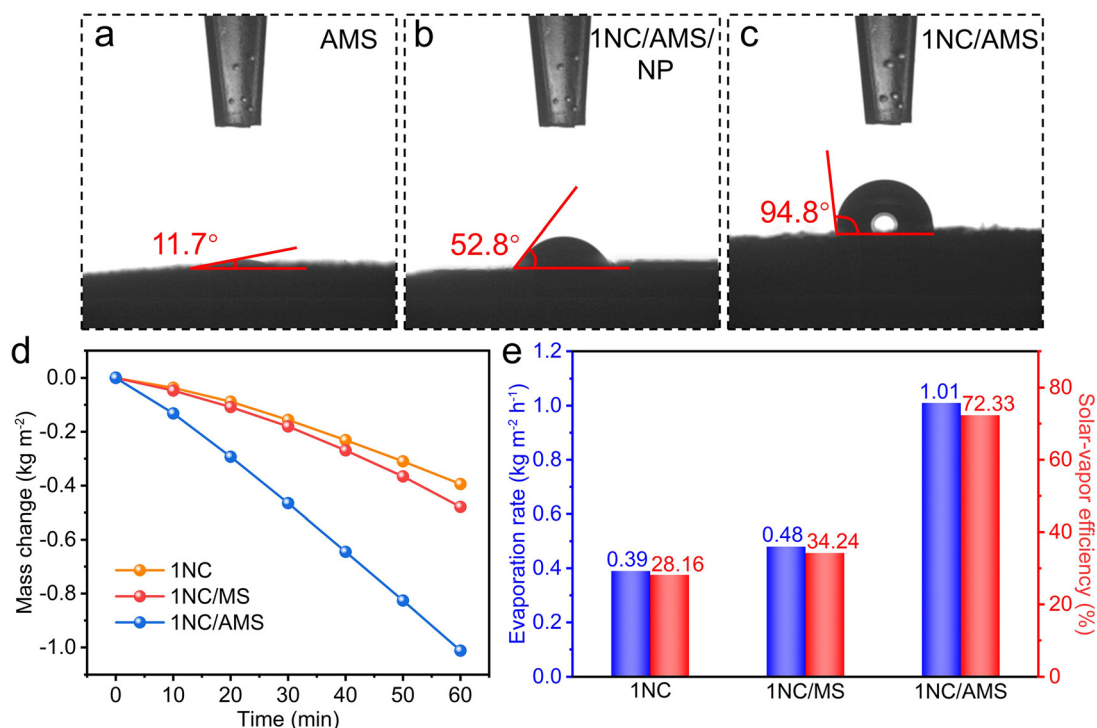 a
AMS
11.7°
b
1NC/AMS/
NP
52.8°
c
1NC/AMS
94.8°
d
Mass change (kg m⁻²)
0.0
-0.2
-0.4
-0.6
-0.8
-1.0
1NC
1NC/MS
1NC/AMS
0 10 20 30 40 50 60
Time (min)
e
Evaporation rate (kg m⁻² h⁻¹)
1.2
1.0
0.8
0.6
0.4
0.2
0.0
0.39 28.16
0.48 34.24
1.01 72.33
1NC 1NC/MS 1NC/AMS
80
60
40
20
0
Solar-vapor efficiency (%)